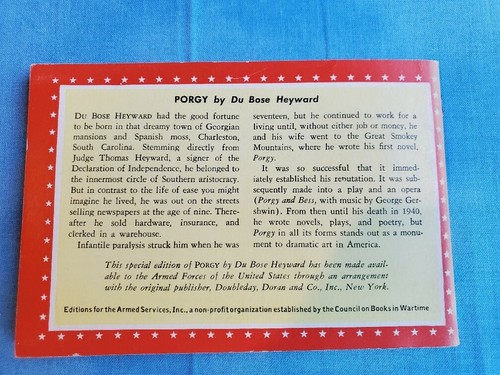 PORGY by Du Bose Heyward
DU BOSE HEYWARD had the good fortune
to be born in that dreamy town of Georgian
mansions and Spanish moss, Charleston,
South Carolina. Stemming directly from
Judge Thomas Heyward, a signer of the
Declaration of Independence, he belonged to
the innermost circle of Southern aristocracy.
But in contrast to the life of ease you might
imagine he lived, he was out on the streets
selling newspapers at the age of nine. There-
after he sold hardware, insurance, and
clerked in a warehouse.
Infantile paralysis struck him when he was
seventeen, but he continued to work for a
living until, without either job or money, he
and his wife went to the Great Smokey
Mountains, where he wrote his first novel,
Porgy.
It was so successful that it immed-
iately established his reputation. It was sub-
sequently made into a play and an opera
(Porgy and Bess, with music by George Ger-
shwin). From then until his death in 1940,
he wrote novels, plays, and poetry, but
Porgy in all its forms stands out as a monu-
ment to dramatic art in America.
This special edition of PORGY by Du Bose Heyward has been made avail-
able to the Armed Forces of the United States through an arrangement
with the original publisher, Doubleday, Doran and Co., Inc., New York.
Editions for the Armed Services, Inc., a non-profit organization established by the Council on Books in Wartime